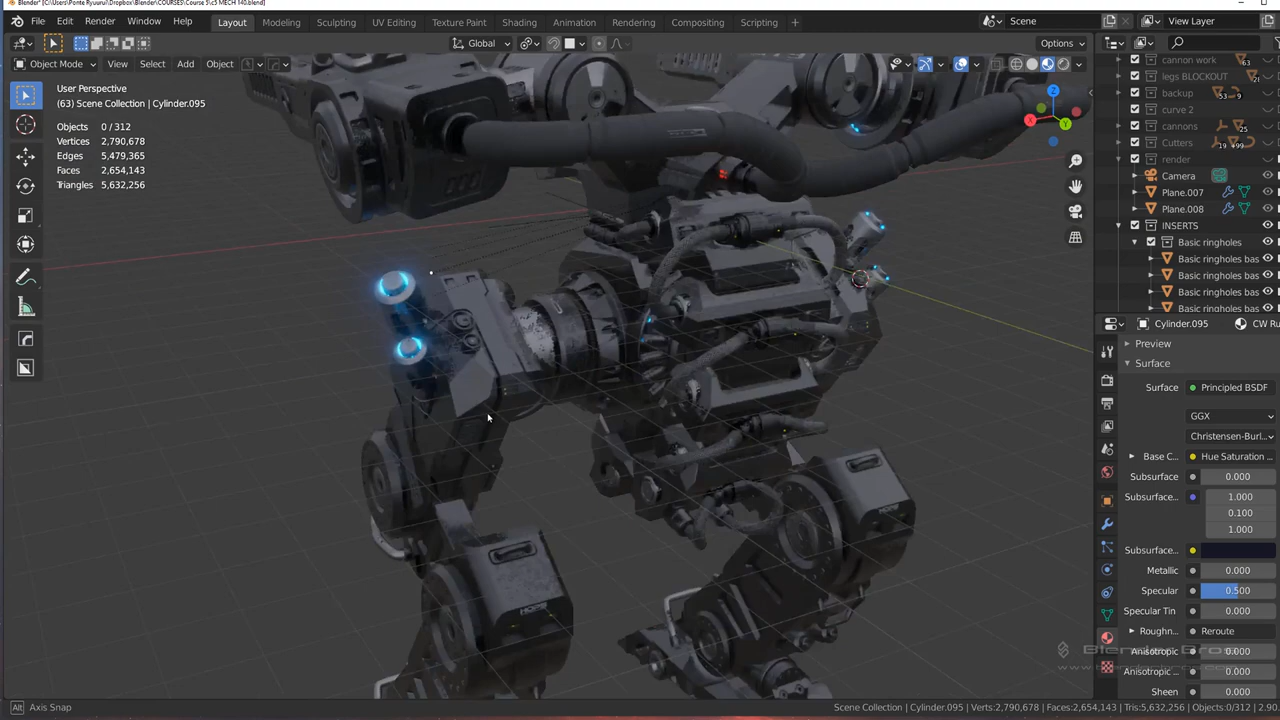 Blender* [C:\Users\Ponte Ryuurui\Dropbox\Blender\COURSES\Course 5\c5 MECH 140.blend]
File Edit Render Window Help Layout Modeling Sculpting UV Editing Texture Paint Shading Animation Rendering Compositing Scripting + Scene View Layer
Global Options
Object Mode View Select Add Object
User Perspective
(63) Scene Collection | Cylinder.095
Objects 0 / 312
Vertices 2,790,678
Edges 5,479,365
Faces 2,654,143
Triangles 5,632,256
Z
X
Y
cannon work 63
legs BLOCKOUT
backup 53 9
curve 2
cannons 25
Cutters 19 499
render
Camera
Plane.007
Plane.008
INSERTS
Basic ringholes
Basic ringholes bas
Basic ringholes bas
Basic ringholes bas
Basic ringholes bas
Cylinder.095 CW Ru
Preview
Surface
Surface Principled BSDF
GGX
Christensen-Burl..
Base C... Hue Saturation ...
Subsurface 0.000
Subsurface... 1.000
0.100
1.000
Subsurface...
Metallic 0.000
Specular 0.500
Specular Tin 0.000
Roughn... Reroute
Anisotropic 0.000
Anisotropic ... 0.000
Sheen 0.000
Alt Axis Snap
Scene Collection | Cylinder.095 | Verts:2,790,678 | Faces:2,654,143 | Tris:5,632,256 | Objects:0/312 | 2.90